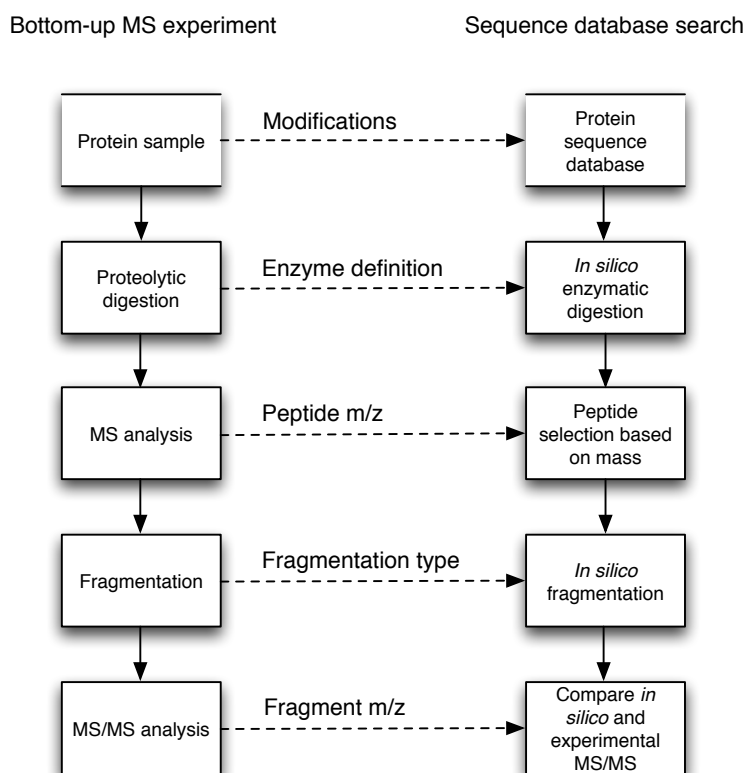 Bottom-up MS experiment
Sequence database search
Protein sample
Modifications
Protein
sequence
database
Proteolytic
digestion
Enzyme definition
In silico
enzymatic
digestion
MS analysis
Peptide m/z
Peptide
selection based
on mass
Fragmentation
Fragmentation type
In silico
fragmentation
MS/MS analysis
Fragment m/z
Compare in
silico and
experimental
MS/MS